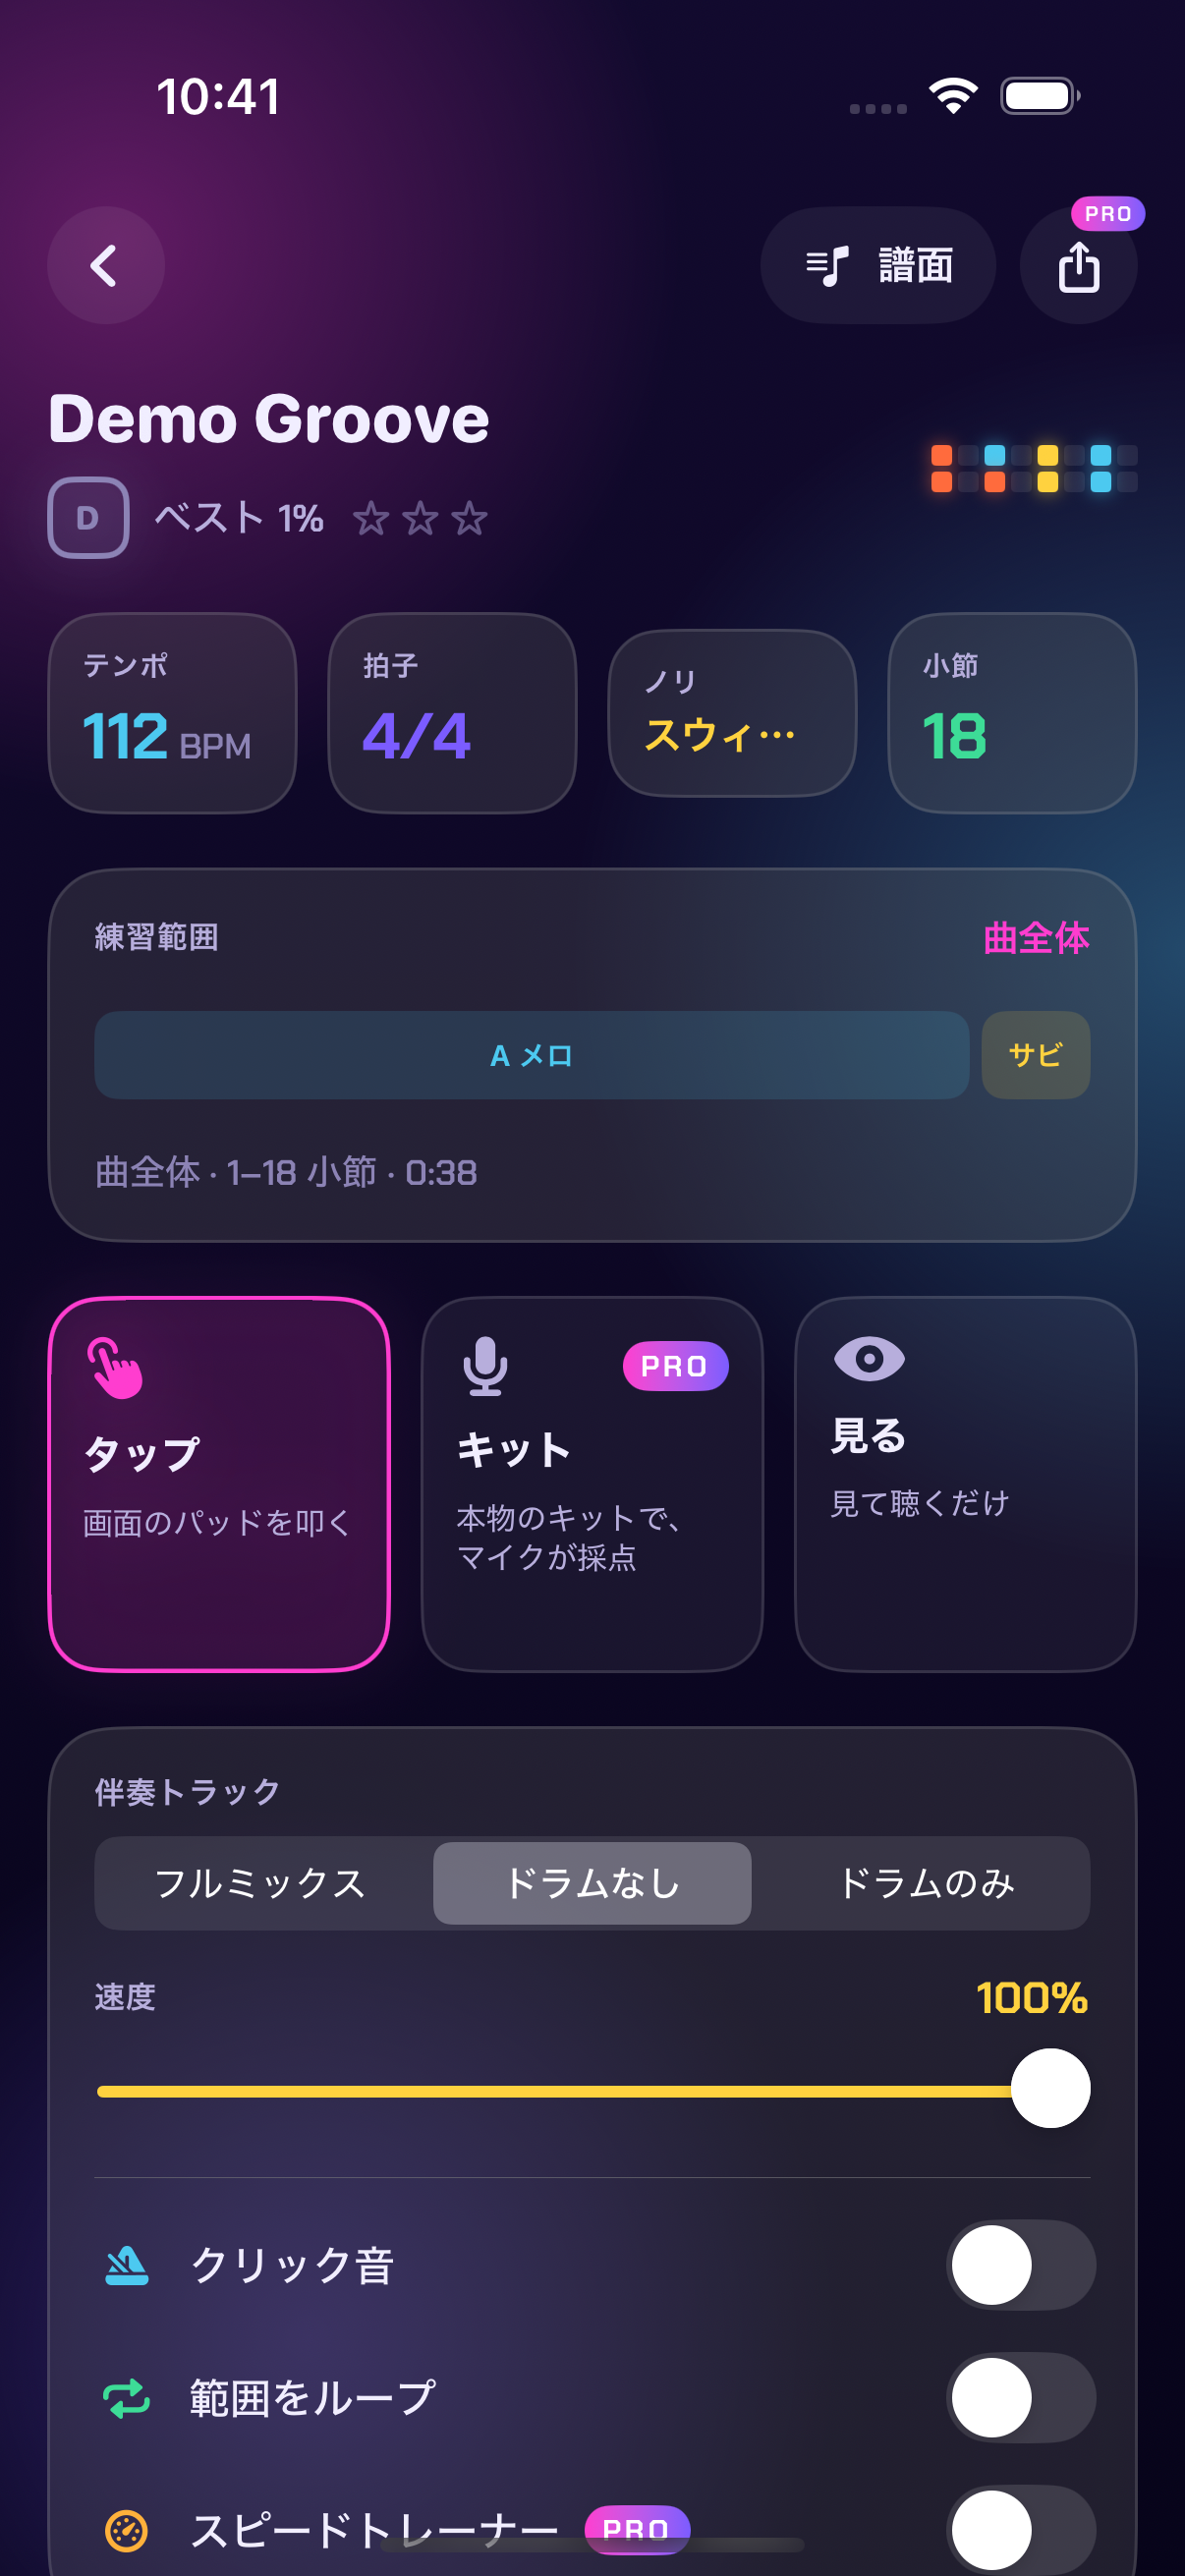 10:41
PRO
譜面
Demo Groove
D ベスト 1%
テンポ
112 BPM
拍子
4/4
ノリ
スウィ…
小節
18
練習範囲 曲全体
A メロ サビ
曲全体 · 1–18 小節 · 0:38
タップ
画面のパッドを叩く
PRO
キット
本物のキットで、
マイクが採点
見る
見て聴くだけ
伴奏トラック
フルミックス ドラムなし ドラムのみ
速度 100%
クリック音
範囲をループ
スピードトレーナー PRO